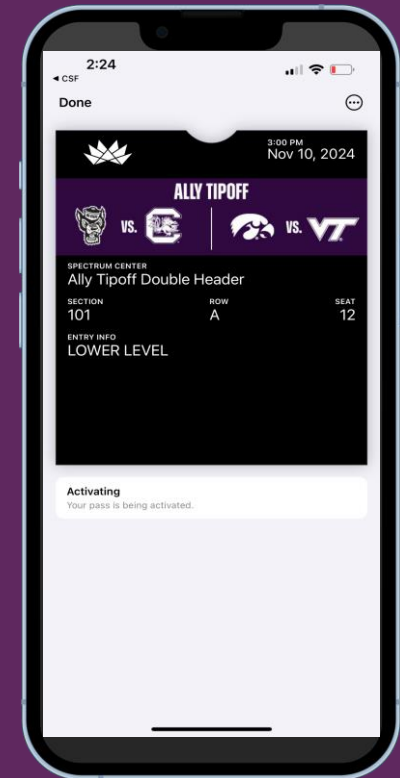 2:24
◂ CSF
Done
3:00 PM
Nov 10, 2024
ALLY TIPOFF
VS.
VS. VT
SPECTRUM CENTER
Ally Tipoff Double Header
SECTION ROW SEAT
101 A 12
ENTRY INFO
LOWER LEVEL
Activating
Your pass is being activated.